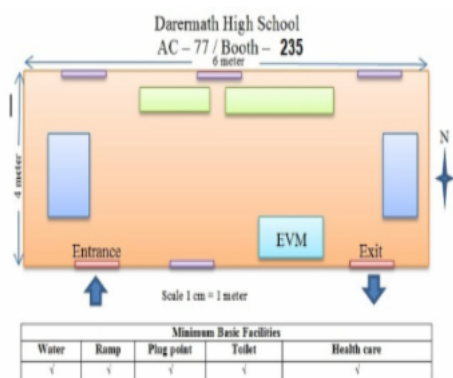 Darermath High School
AC – 77 / Booth – 235
6 meter
4 meter
N
EVM
Entrance
Exit
Scale 1 cm = 1 meter
Minimum Basic Facilities
Water Ramp Plug point Toilet Health care
√ √ √ √ √